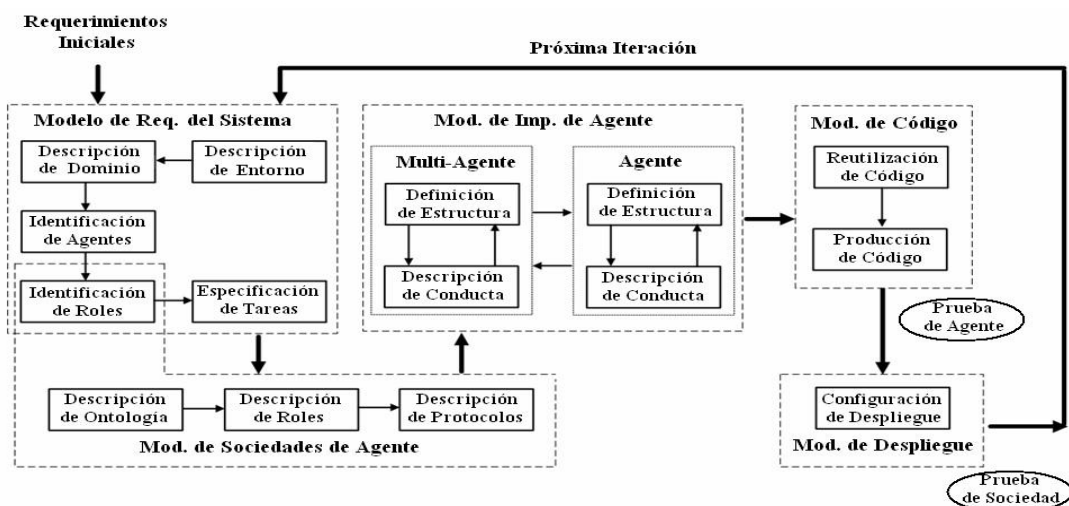 Requerimientos
Iniciales
Próxima Iteración
Modelo de Req. del Sistema
Descripción
de Dominio
Descripción
de Entorno
Identificación
de Agentes
Identificación
de Roles
Especificación
de Tareas
Mod. de Imp. de Agente
Multi-Agente
Definición
de Estructura
Descripción
de Conducta
Agente
Definición
de Estructura
Descripción
de Conducta
Mod. de Código
Reutilización
de Código
Producción
de Código
Prueba
de Agente
Descripción
de Ontología
Descripción
de Roles
Descripción
de Protocolos
Mod. de Sociedades de Agente
Configuración
de Despliegue
Mod. de Despliegue
Prueba
de Sociedad